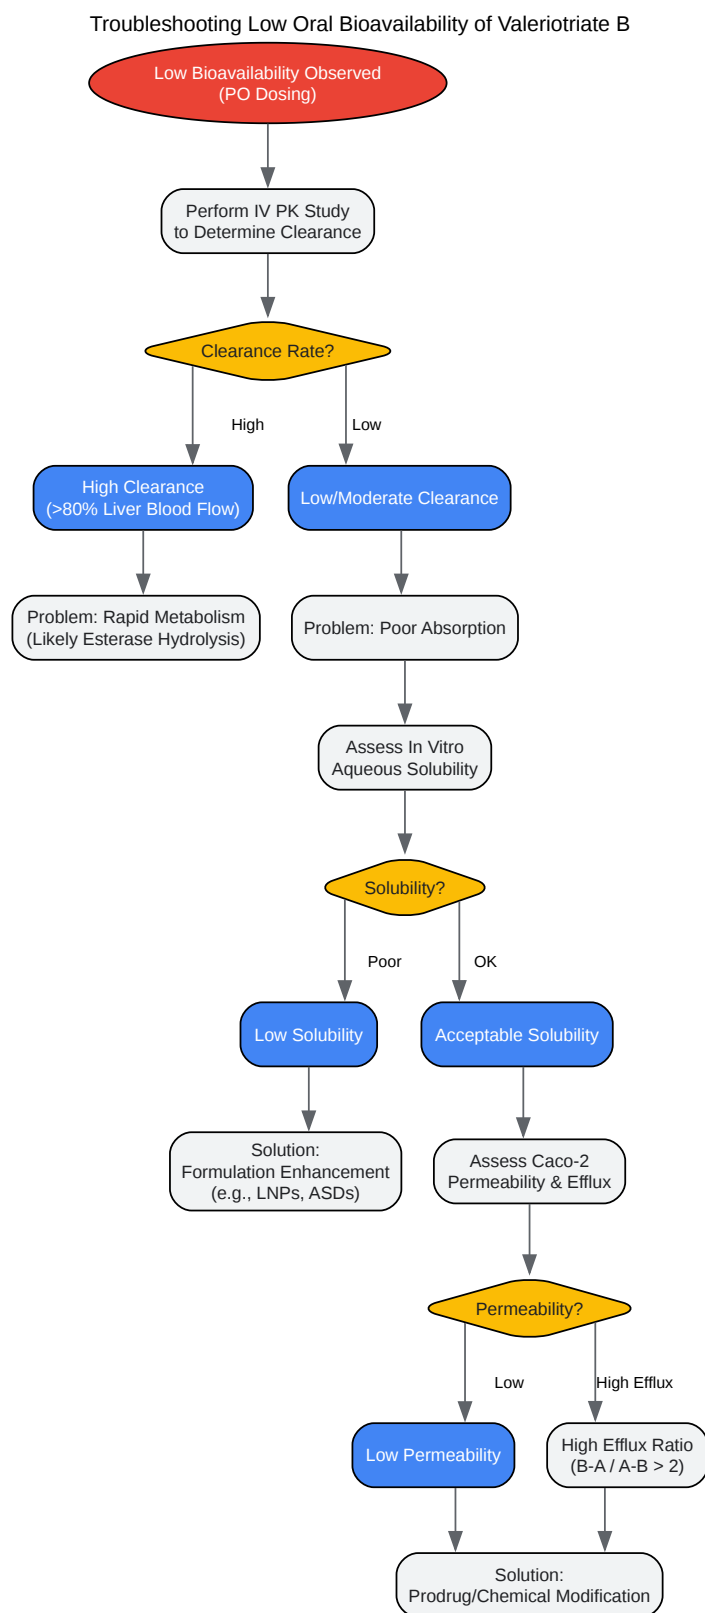 Troubleshooting Low Oral Bioavailability of Valeriotriate B
Low Bioavailability Observed
(PO Dosing)
Perform IV PK Study
to Determine Clearance
Clearance Rate?
High
Low
High Clearance
(>80% Liver Blood Flow)
Low/Moderate Clearance
Problem: Rapid Metabolism
(Likely Esterase Hydrolysis)
Problem: Poor Absorption
Assess In Vitro
Aqueous Solubility
Solubility?
Poor
OK
Low Solubility
Acceptable Solubility
Solution:
Formulation Enhancement
(e.g., LNPs, ASDs)
Assess Caco-2
Permeability & Efflux
Permeability?
Low
High Efflux
Low Permeability
High Efflux Ratio
(B-A / A-B > 2)
Solution:
Prodrug/Chemical Modification